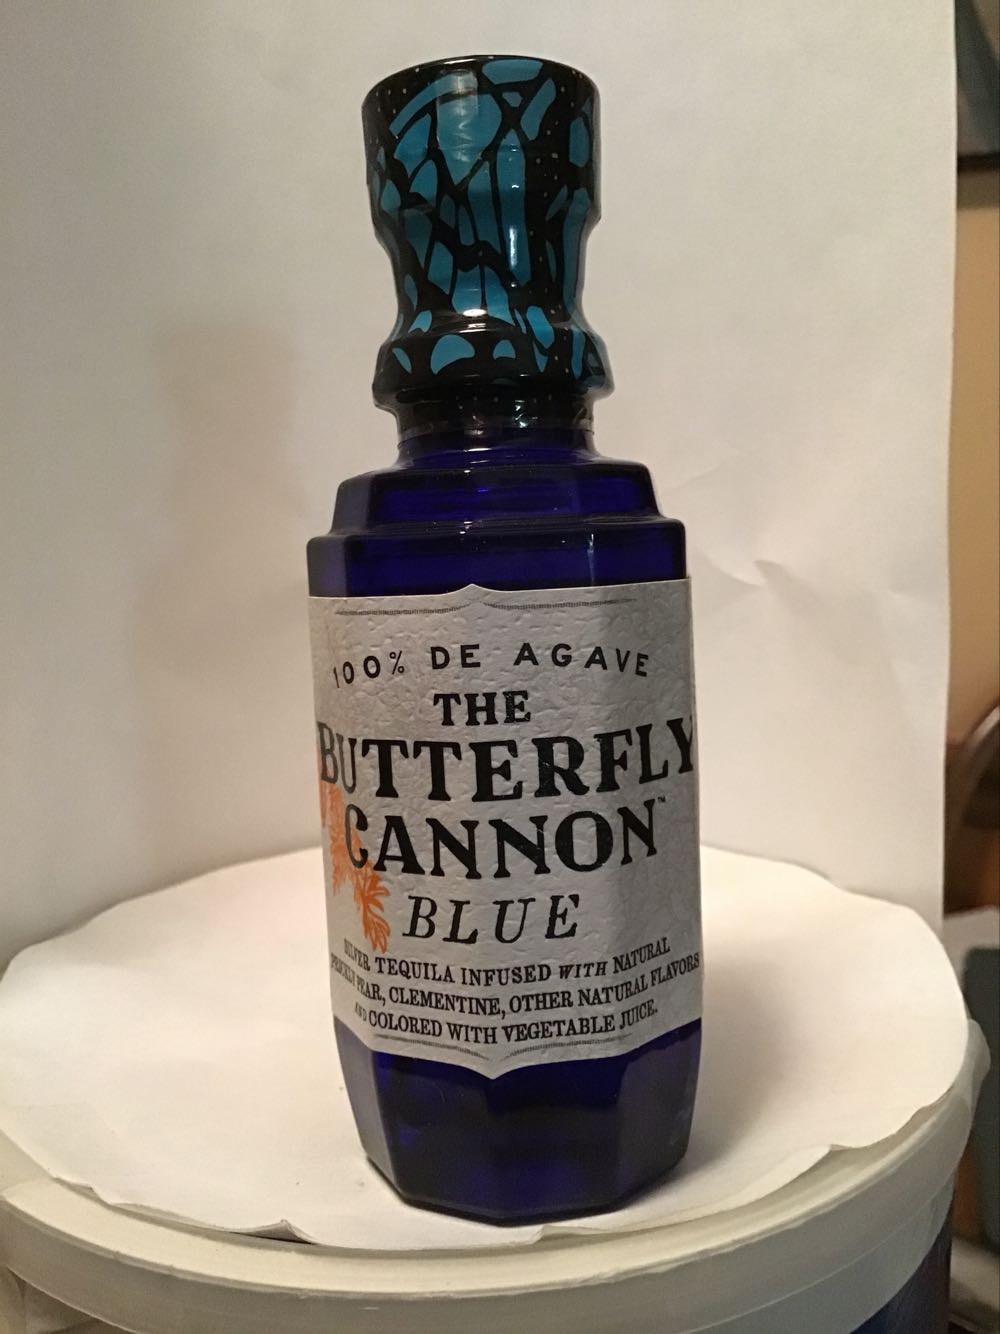 100% DE AGAVE
THE
BUTTERFLY
CANNON™
BLUE
SILVER TEQUILA INFUSED WITH NATURAL
PRICKLY PEAR, CLEMENTINE, OTHER NATURAL FLAVORS
AND COLORED WITH VEGETABLE JUICE.